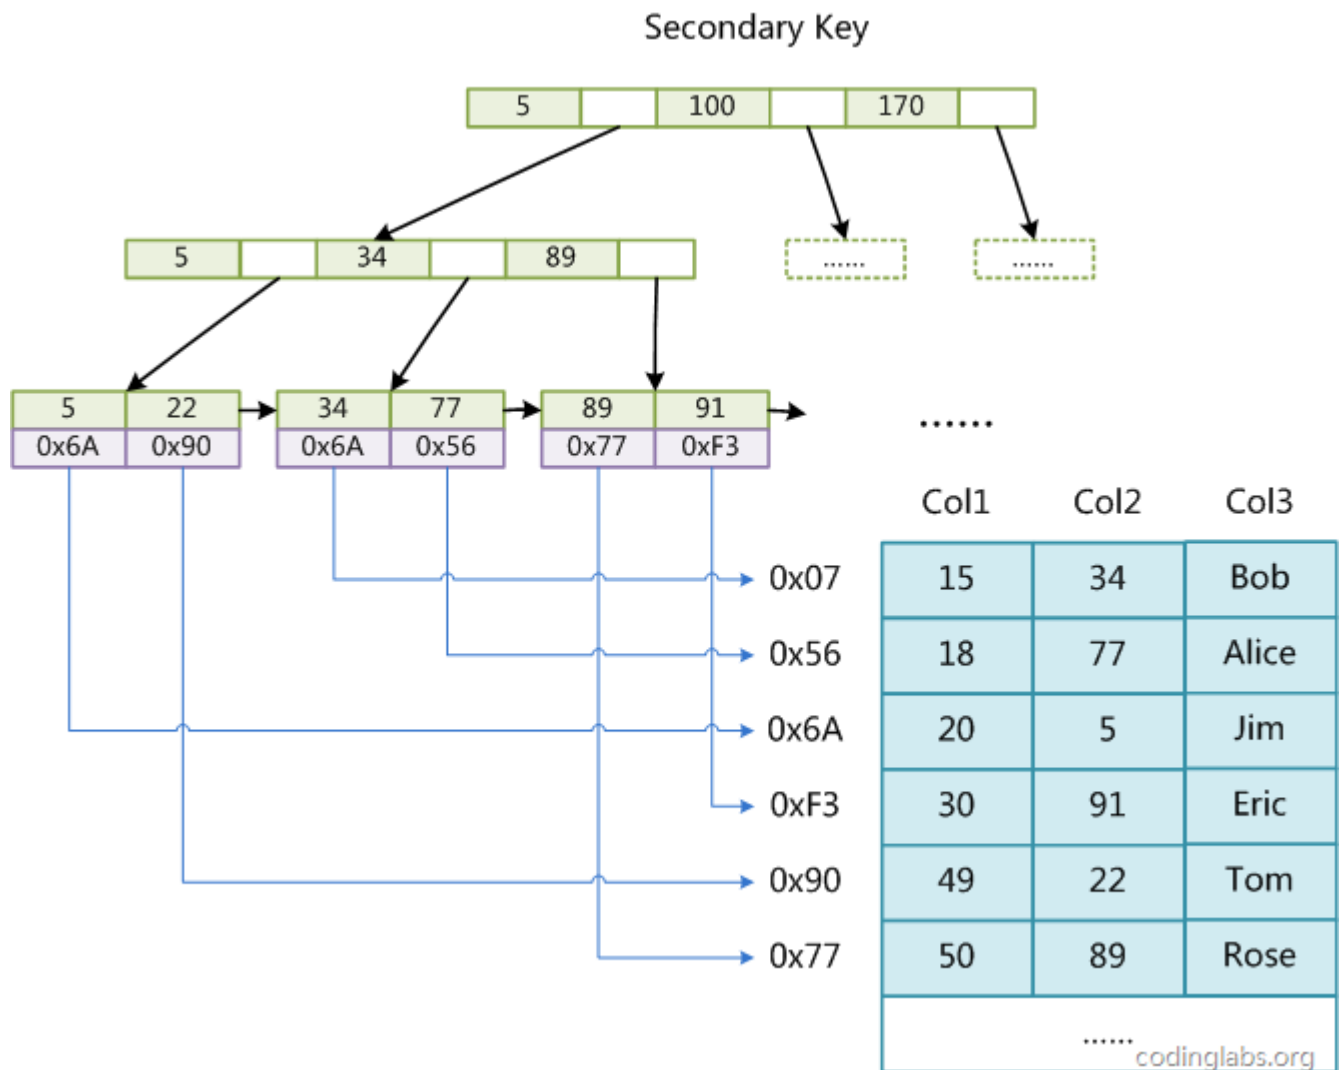 Secondary Key
5 100 170
5 34 89 ...... ......
5 22 34 77 89 91 ......
0x6A 0x90 0x6A 0x56 0x77 0xF3
Col1 Col2 Col3
0x07 15 34 Bob
0x56 18 77 Alice
0x6A 20 5 Jim
0xF3 30 91 Eric
0x90 49 22 Tom
0x77 50 89 Rose
......
codinglabs.org